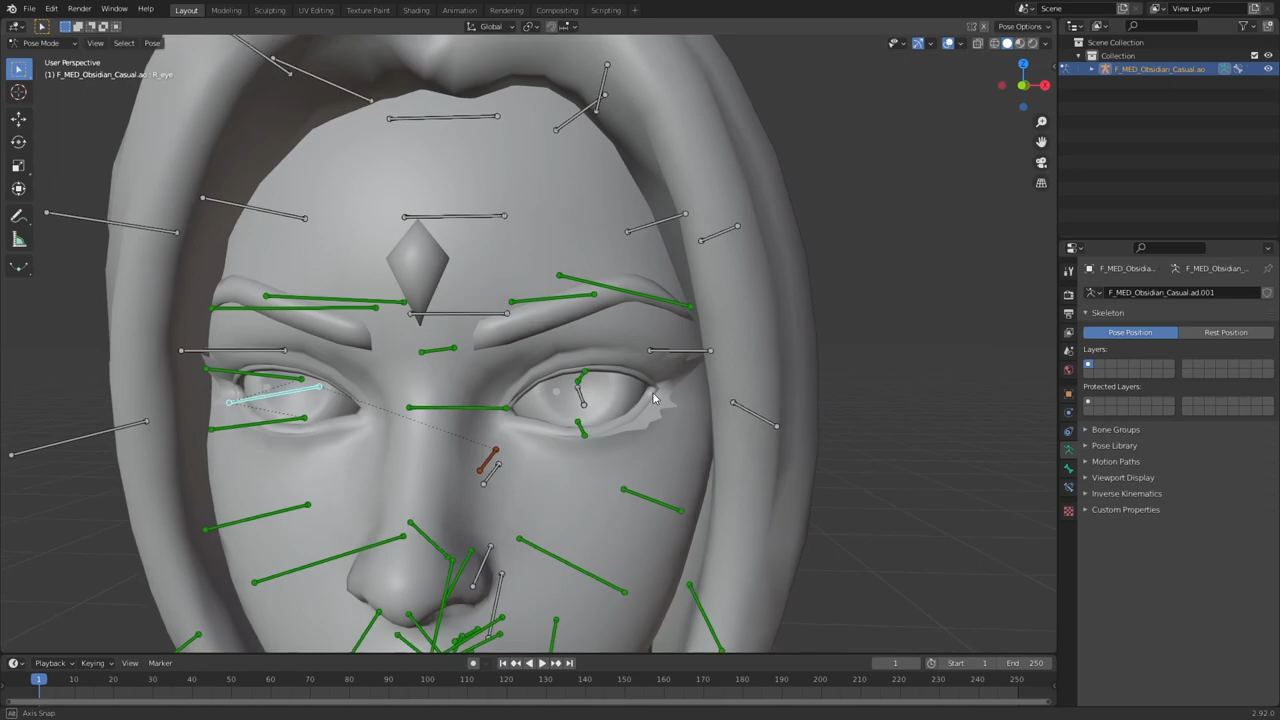 File Edit Render Window Help
Layout Modeling Sculpting UV Editing Texture Paint Shading Animation Rendering Compositing Scripting +
Scene
View Layer
Global
Pose Options
Pose Mode View Select Pose
User Perspective
(1) F_MED_Obsidian_Casual.ao : R_eye
Scene Collection
Collection
F_MED_Obsidian_Casual.ao
F_MED_Obsidia...
F_MED_Obsidian_...
F_MED_Obsidian_Casual.ad.001
Skeleton
Pose Position Rest Position
Layers:
Protected Layers:
Bone Groups
Pose Library
Motion Paths
Viewport Display
Inverse Kinematics
Custom Properties
Playback Keying View Marker
1
Start 1
End 250
1 10 20 30 40 50 60 70 80 90 100 110 120 130 140 150 160 170 180 190 200 210 220 230 240 250
Alt Axis Snap
2.92.0